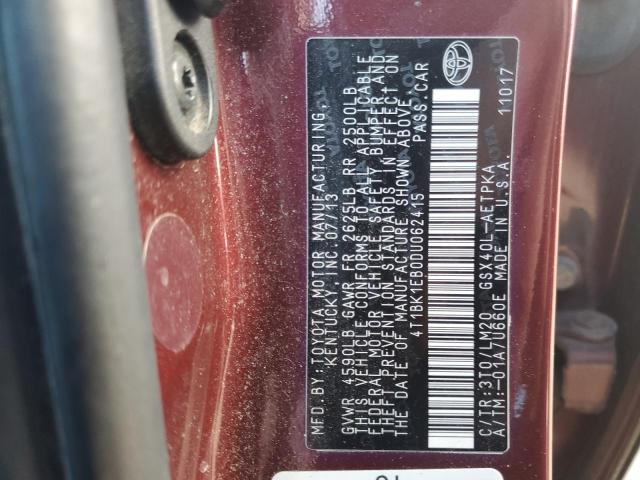 MFD. BY: TOYOTA MOTOR MANUFACTURING,
KENTUCKY, INC. 07/13
GVWR 4590LB GAWR FR 2625LB RR 2500LB
THIS VEHICLE CONFORMS TO ALL APPLICABLE
FEDERAL MOTOR VEHICLE SAFETY, BUMPER, AND
THEFT PREVENTION STANDARDS IN EFFECT ON
THE DATE OF MANUFACTURE SHOWN ABOVE.
4T1BK1EB0DU062415 PASS. CAR
C/TR: 3T0/LM20 GSX40L-AETPKA
A/TM: -01A/U660E MADE IN U.S.A. 11017